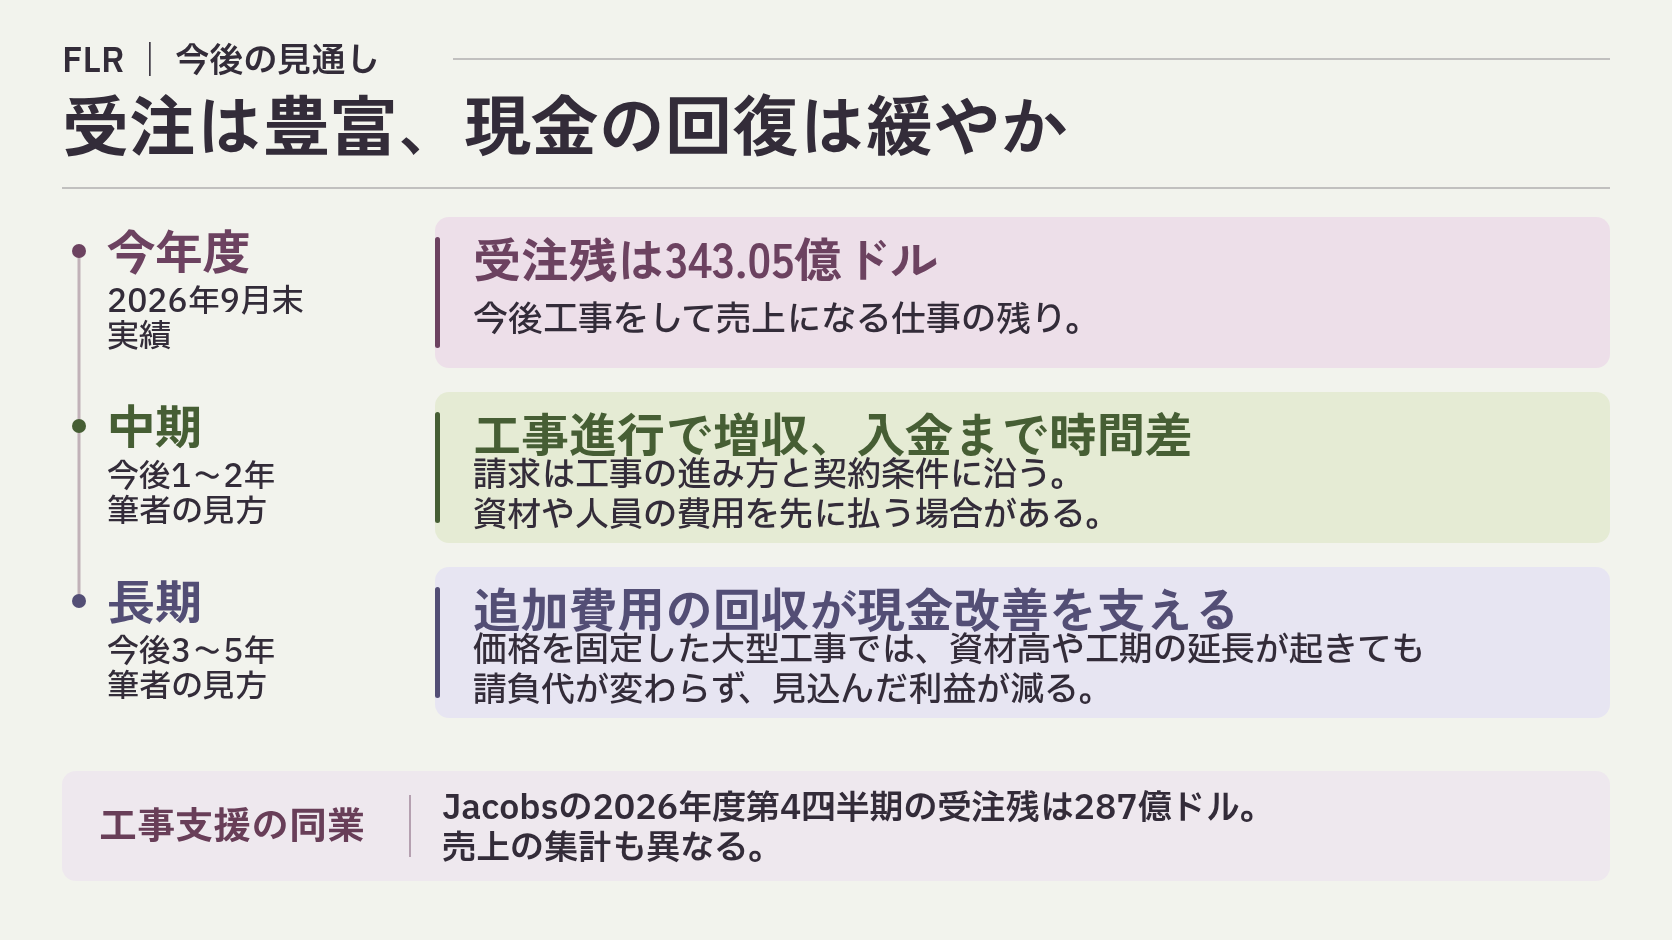 FLR | 今後の見通し
受注は豊富、現金の回復は緩やか
今年度
2026年9月末
実績
受注残は343.05億ドル
今後工事をして売上になる仕事の残り。
中期
今後1〜2年
筆者の見方
工事進行で増収、入金まで時間差
請求は工事の進み方と契約条件に沿う。
資材や人員の費用を先に払う場合がある。
長期
今後3〜5年
筆者の見方
追加費用の回収が現金改善を支える
価格を固定した大型工事では、資材高や工期の延長が起きても
請負代が変わらず、見込んだ利益が減る。
工事支援の同業
Jacobsの2026年度第4四半期の受注残は287億ドル。
売上の集計も異なる。